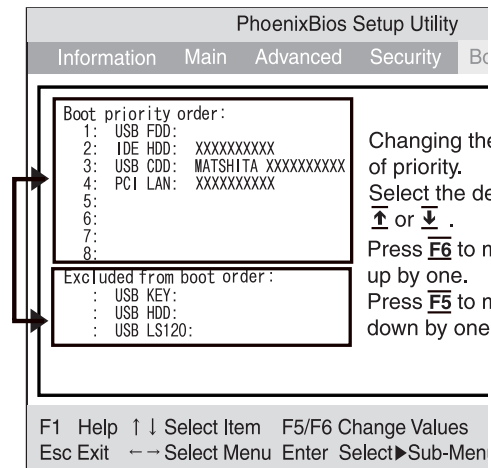 PhoenixBios Setup Utility
Information Main Advanced Security
Boot priority order:
1: USB FDD:
2: IDE HDD: XXXXXXXXXX
3: USB CDD: MATSHITA XXXXXXXXXX
4: PCI LAN: XXXXXXXXXX
5:
6:
7:
8:
Excluded from boot order:
: USB KEY:
: USB HDD:
: USB LS120:
Changing the
of priority.
Select the
↑ or ↓ .
Press F6 to
up by one.
Press F5 to
down by one
F1 Help ↑↓ Select Item F5/F6 Change Values
Esc Exit ←→ Select Menu Enter Select▶Sub-Menu